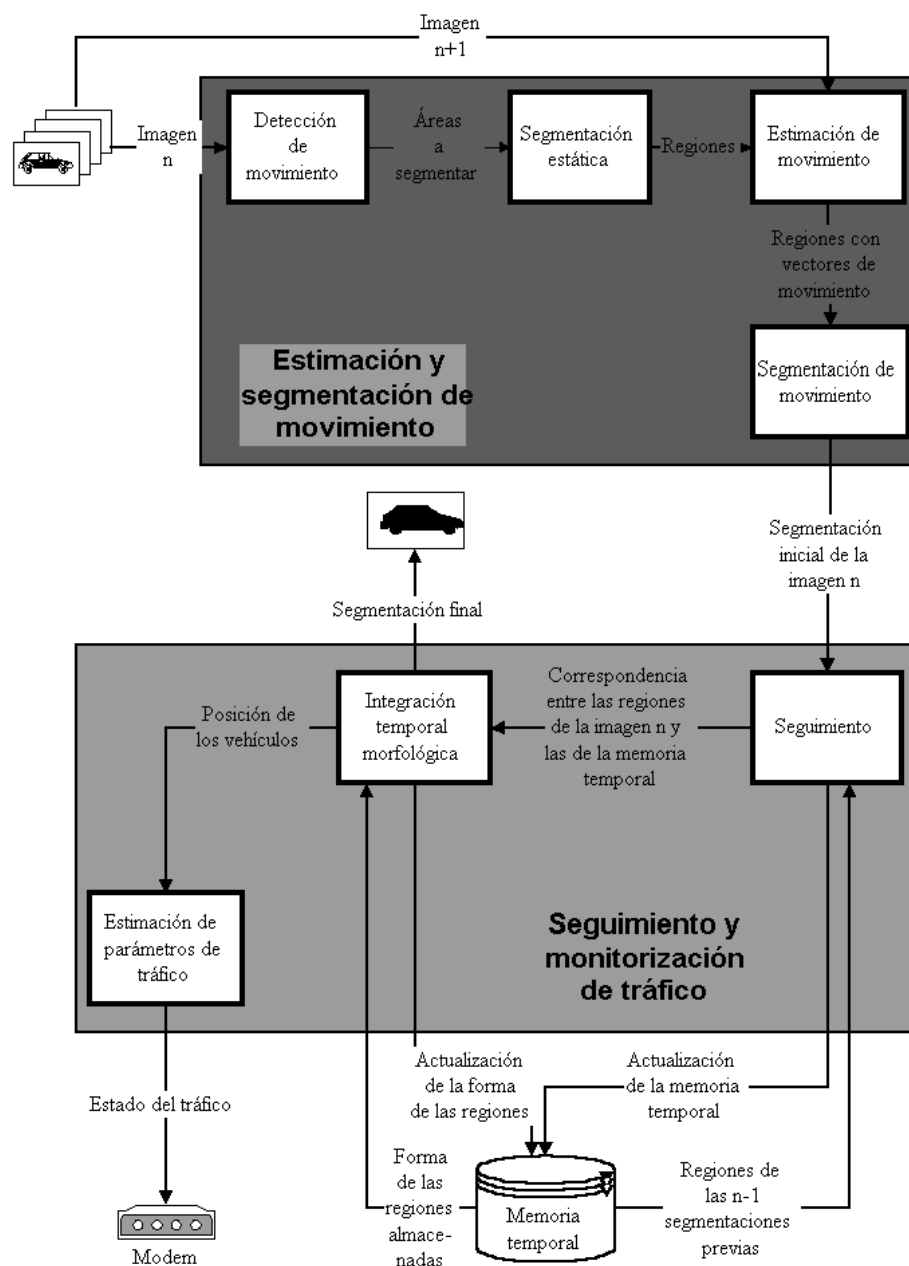 Imagen
n+1
Imagen
n
Detección
de
movimiento
Áreas
a
segmentar
Segmentación
estática
Regiones
Estimación de
movimiento
Regiones con
vectores de
movimiento
Estimación y
segmentación de
movimiento
Segmentación de
movimiento
Segmentación
inicial de la
imagen n
Segmentación final
Posición de
los vehículos
Integración
temporal
morfológica
Correspondencia
entre las regiones
de la imagen n y
las de la memoria
temporal
Seguimiento
Estimación de
parámetros de
tráfico
Seguimiento y
monitorización
de tráfico
Actualización
de la forma
de las regiones
Actualización
de la memoria
temporal
Estado del tráfico
Forma
de las
regiones
almace-
nadas
Memoria
temporal
Regiones de
las n-1
segmentaciones
previas
Modem